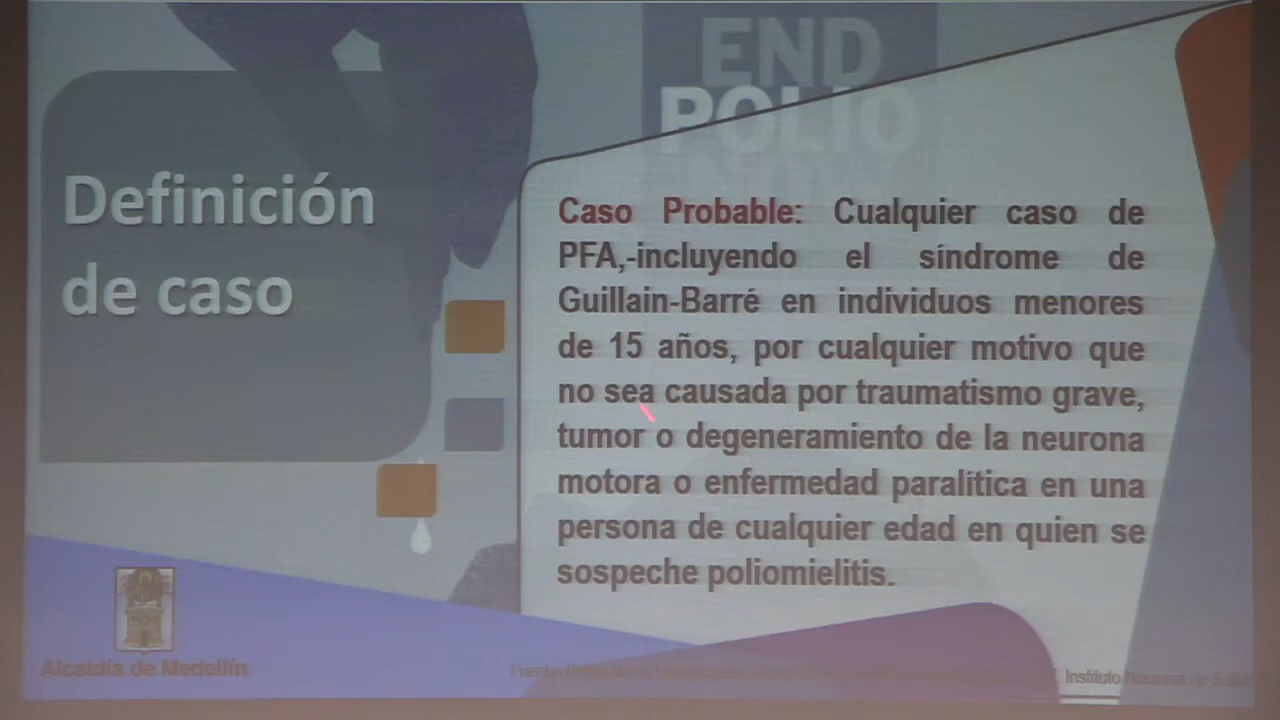 END
POLIO
NOW
Definición
de caso
Caso Probable: Cualquier caso de
PFA,-incluyendo el síndrome de
Guillain-Barré en individuos menores
de 15 años, por cualquier motivo que
no sea causada por traumatismo grave,
tumor o degeneramiento de la neurona
motora o enfermedad paralítica en una
persona de cualquier edad en quien se
sospeche poliomielitis.
Alcaldía de Medellín
Fuente: Instituto Nacional de Salud